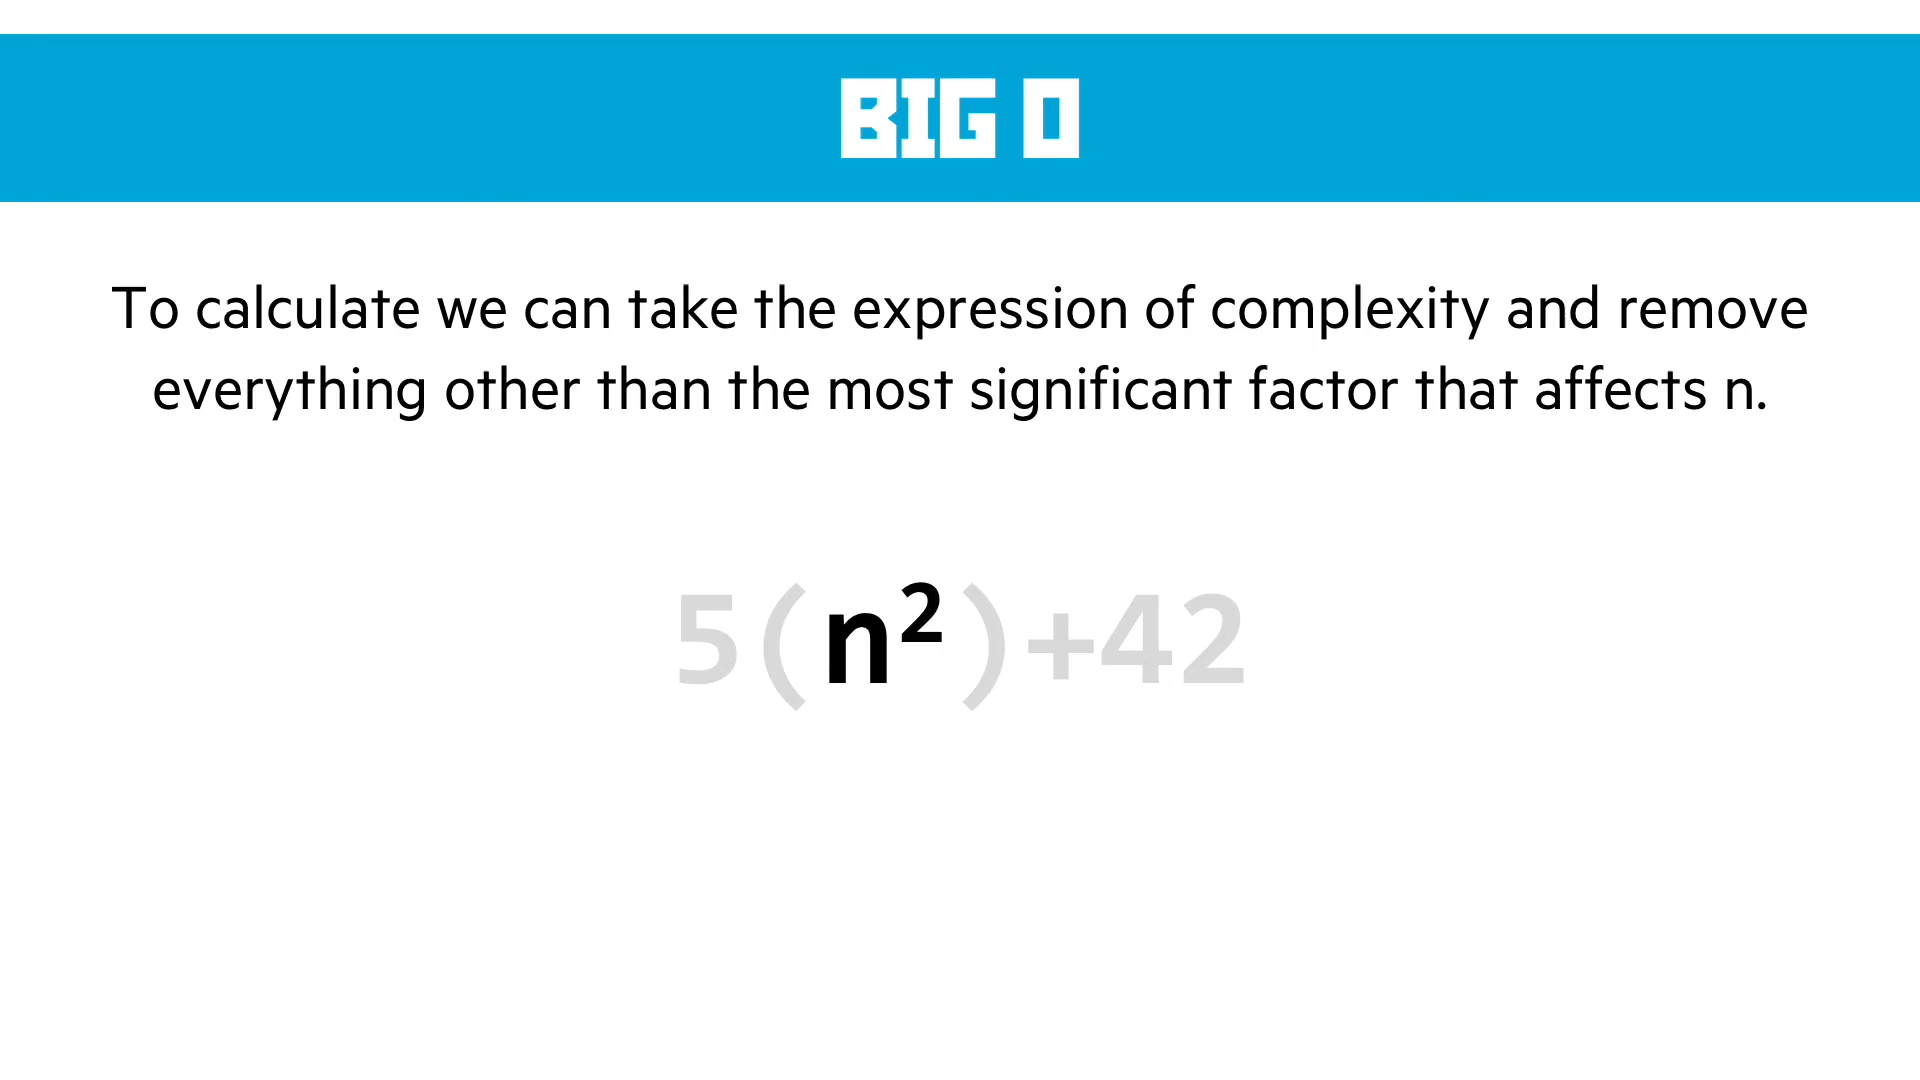 BIG O
To calculate we can take the expression of complexity and remove
everything other than the most significant factor that affects n.
5(n²)+42